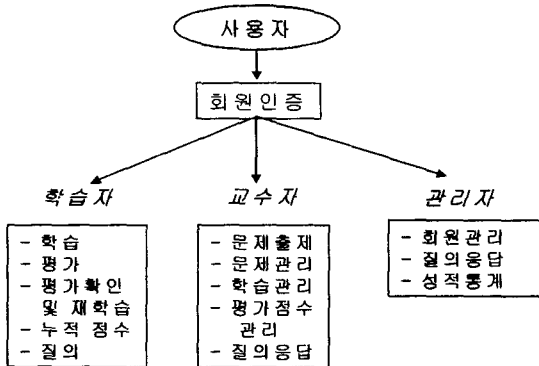 사용자
회원인증
학습자
- 학습
- 평가
- 평가확인
및 재학습
- 누적 점수
- 질의
교수자
- 문제출제
- 문제관리
- 학습관리
- 평가점수
관리
- 질의응답
관리자
- 회원관리
- 질의응답
- 성적통계